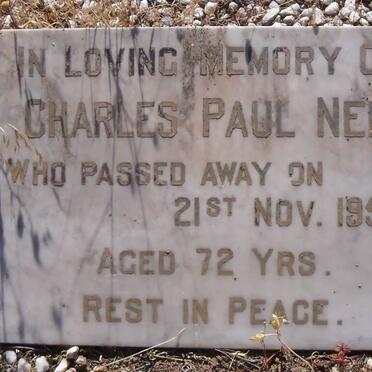 IN LOVING MEMORY
CHARLES PAUL
WHO PASSED AWAY ON
21ST NOV.
AGED 72 YRS.
REST IN PEACE.